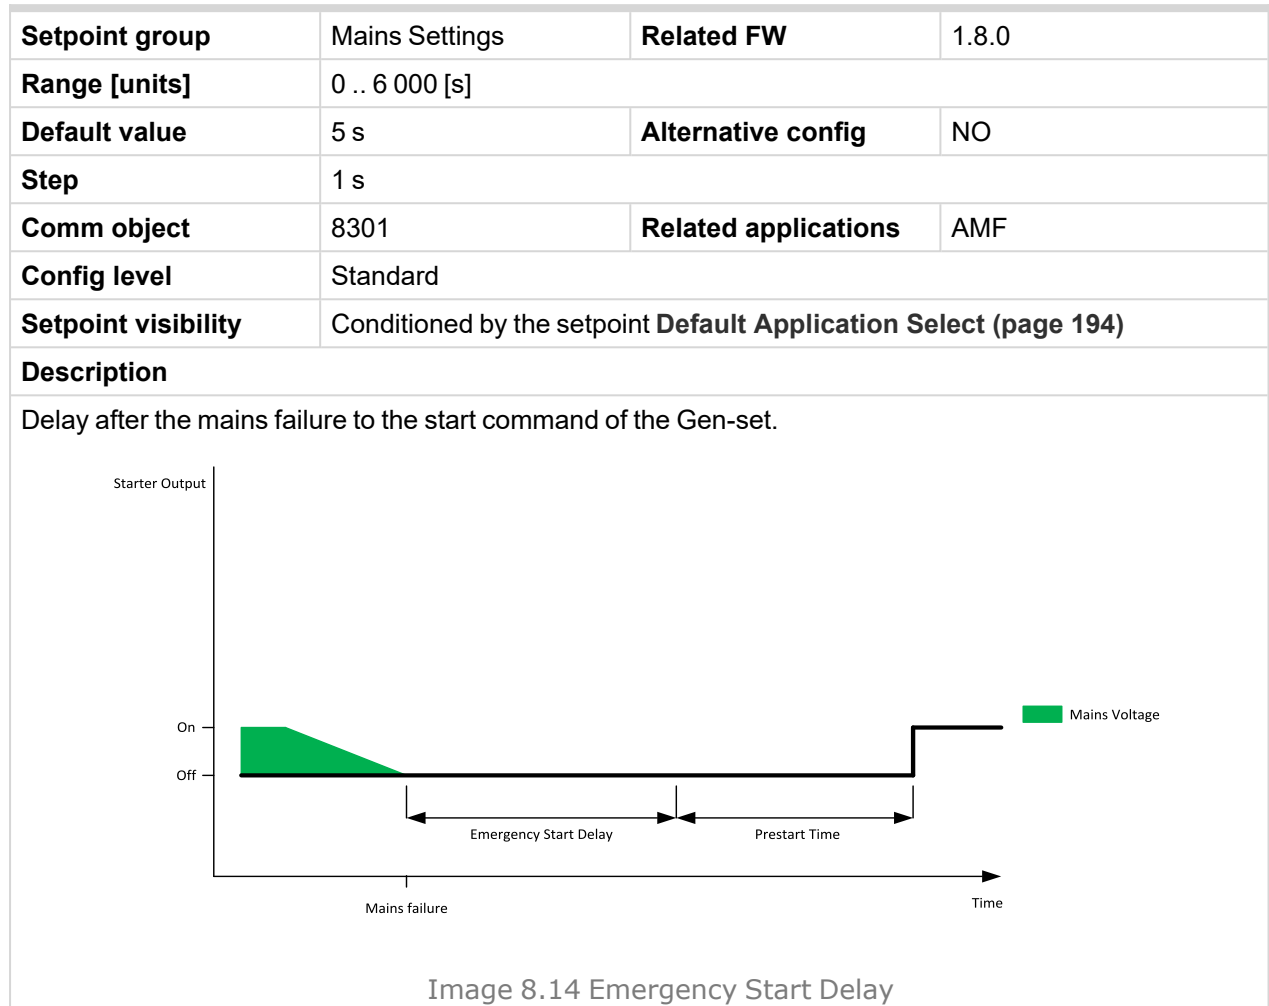 Setpoint group Mains Settings Related FW 1.8.0
Range [units] 0 .. 6 000 [s]
Default value 5 s Alternative config NO
Step 1 s
Comm object 8301 Related applications AMF
Config level Standard
Setpoint visibility Conditioned by the setpoint Default Application Select (page 194)
Description
Delay after the mains failure to the start command of the Gen-set.
Starter Output
On
Mains Voltage
Off
Emergency Start Delay Prestart Time
Mains failure
Time
Image 8.14 Emergency Start Delay